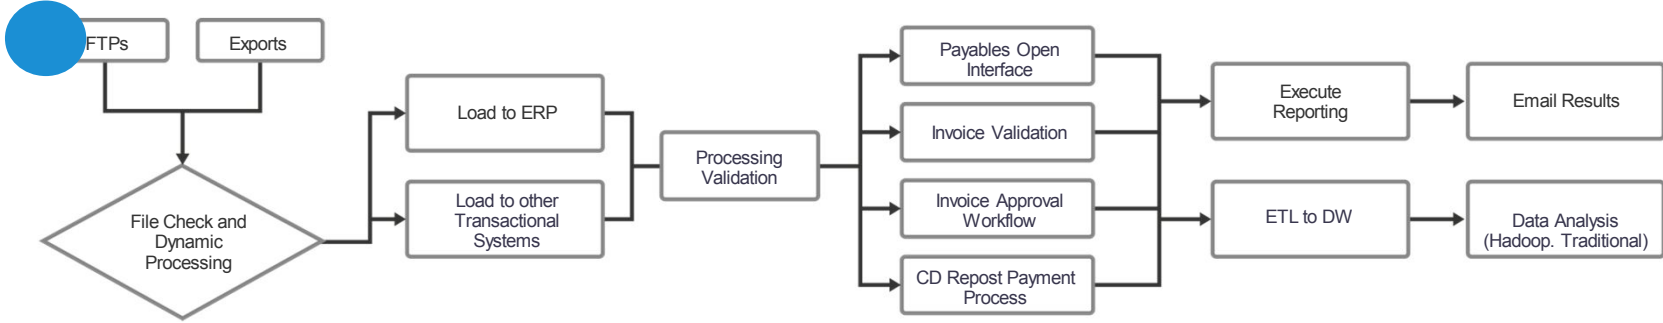 FTPs
Exports
File Check and
Dynamic
Processing
Load to ERP
Load to other
Transactional
Systems
Processing
Validation
Payables Open
Interface
Invoice Validation
Invoice Approval
Workflow
CD Repost Payment
Process
Execute
Reporting
ETL to DW
Email Results
Data Analysis
(Hadoop. Traditional)